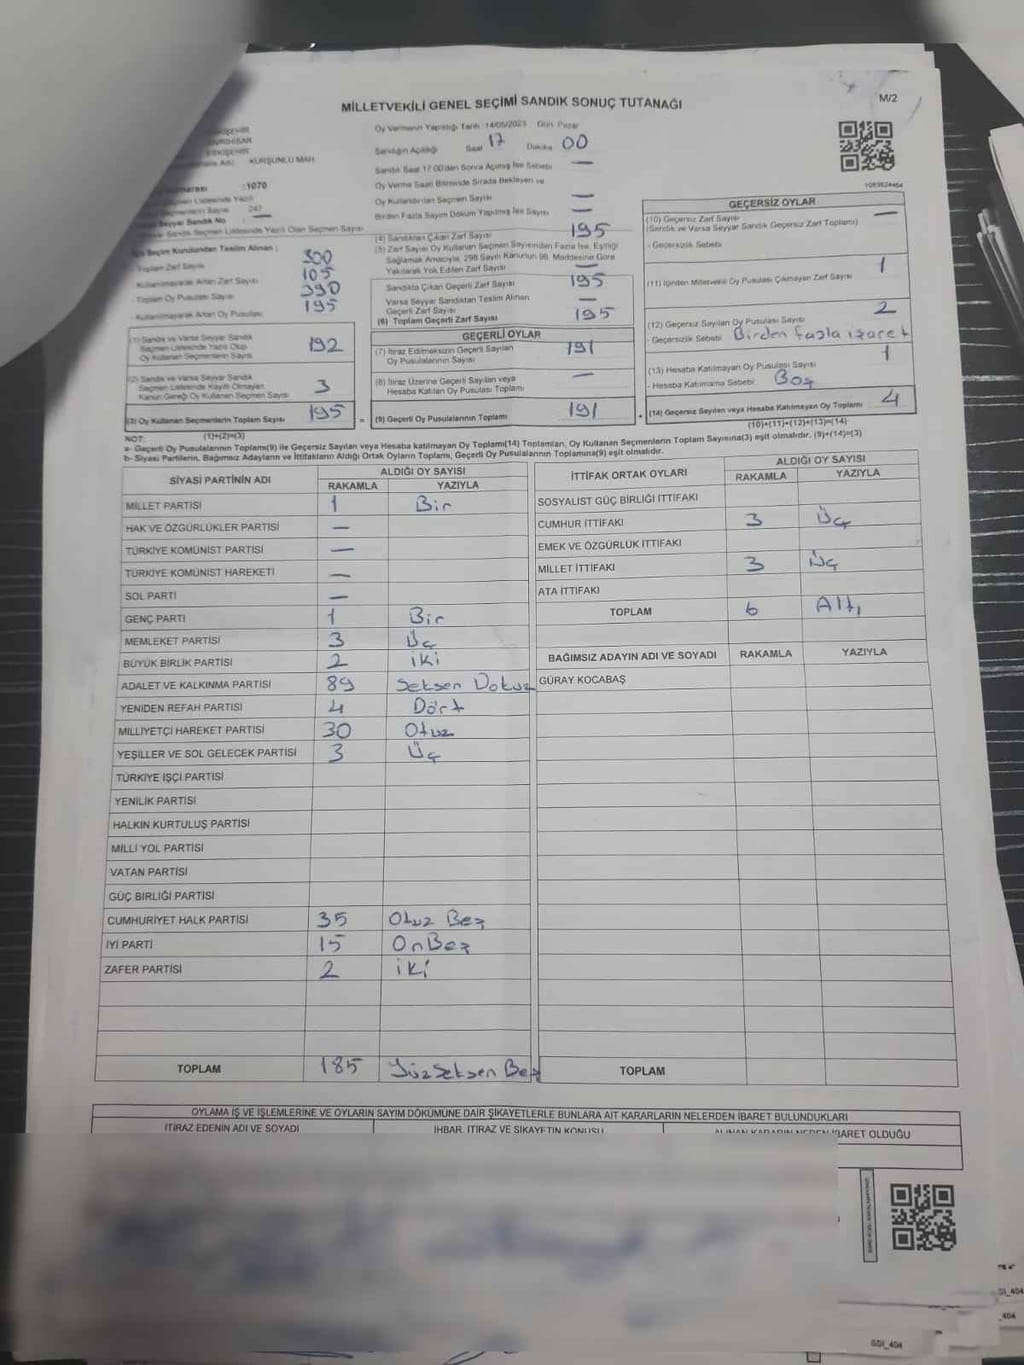 MİLLETVEKİLİ GENEL SEÇİMİ SANDIK SONUÇ TUTANAĞI
M/2
Oy Vermenin Yapıldığı Tarih :14/05/2023 Gün: Pazar
Sandığın Açıldığı Saat 17 Dakika 00
KURŞUNLU MAH
Sandık Saat 17:00'den Sonra Açılmış İse Sebebi —
Oy Verme Saati Bitiminde Sırada Bekleyen ve
Oy Kullandırılan Seçmen Sayısı —
Birden Fazla Sayım Döküm Yapılmış İse Sayısı —
:1070
247
Seyyar Sandık No —
Seyyar Sandık Seçmen Listesinde Yazılı Olan Seçmen Sayısı
İlçe Seçim Kurulundan Teslim Alınan ;
- Toplam Zarf Sayısı 300
- Kullanılmayarak Artan Zarf Sayısı 105
- Toplam Oy Pusulası Sayısı 390
- Kullanılmayarak Artan Oy Pusulası 195
(1) Sandık ve Varsa Seyyar Sandık
Seçmen Listesinde Yazılı Olup
Oy Kullanan Seçmenlerin Sayısı 192
(2) Sandık ve Varsa Seyyar Sandık
Seçmen Listesinde Kayıtlı Olmayan
Kanun Gereği Oy Kullanan Seçmen Sayısı 3
(3) Oy Kullanan Seçmenlerin Toplam Sayısı 195 =
(1)+(2)=(3)
(4) Sandıktan Çıkan Zarf Sayısı 195
(5) Zarf Sayısı Oy Kullanan Seçmen Sayısından Fazla İse, Eşitliği
Sağlamak Amacıyla, 298 Sayılı Kanunun 98. Maddesine Göre
Yakılarak Yok Edilen Zarf Sayısı —
Sandıkta Çıkan Geçerli Zarf Sayısı 195
Varsa Seyyar Sandıktan Teslim Alınan
Geçerli Zarf Sayısı —
(6) Toplam Geçerli Zarf Sayısı 195
GEÇERLİ OYLAR
(7) İtiraz Edilmeksizin Geçerli Sayılan
Oy Pusulalarının Sayısı 191
(8) İtiraz Üzerine Geçerli Sayılan veya
Hesaba Katılan Oy Pusulası Toplamı —
(9) Geçerli Oy Pusulalarının Toplamı 191 +
1083824464
GEÇERSİZ OYLAR
(10) Geçersiz Zarf Sayısı —
(Sandık ve Varsa Seyyar Sandık Geçersiz Zarf Toplamı)
- Geçersizlik Sebebi
(11) İçinden Milletvekili Oy Pusulası Çıkmayan Zarf Sayısı 1
(12) Geçersiz Sayılan Oy Pusulası Sayısı 2
- Geçersizlik Sebebi Birden fazla işaret
(13) Hesaba Katılmayan Oy Pusulası Sayısı 1
- Hesaba Katılmama Sebebi Boş
(14) Geçersiz Sayılan veya Hesaba Katılmayan Oy Toplamı 4
(10)+(11)+(12)+(13)=(14)
NOT:
a- Geçerli Oy Pusulalarının Toplamı(9) ile Geçersiz Sayılan veya Hesaba katılmayan Oy Toplamı(14) Toplamları, Oy Kullanan Seçmenlerin Toplam Sayısına(3) eşit olmalıdır. (9)+(14)=(3)
b- Siyasi Partilerin, Bağımsız Adayların ve İttifakların Aldığı Ortak Oyların Toplamı, Geçerli Oy Pusulalarının Toplamına(9) eşit olmalıdır.
SİYASİ PARTİNİN ADI ALDIĞI OY SAYISI
RAKAMLA YAZIYLA
MİLLET PARTİSİ 1 Bir
HAK VE ÖZGÜRLÜKLER PARTİSİ —
TÜRKİYE KOMÜNİST PARTİSİ —
TÜRKİYE KOMÜNİST HAREKETİ —
SOL PARTİ —
GENÇ PARTİ 1 Bir
MEMLEKET PARTİSİ 3 Üç
BÜYÜK BİRLİK PARTİSİ 2 iki
ADALET VE KALKINMA PARTİSİ 89 Seksen Dokuz
YENİDEN REFAH PARTİSİ 4 Dört
MİLLİYETÇİ HAREKET PARTİSİ 30 Otuz
YEŞİLLER VE SOL GELECEK PARTİSİ 3 Üç
TÜRKİYE İŞÇİ PARTİSİ
YENİLİK PARTİSİ
HALKIN KURTULUŞ PARTİSİ
MİLLİ YOL PARTİSİ
VATAN PARTİSİ
GÜÇ BİRLİĞİ PARTİSİ
CUMHURİYET HALK PARTİSİ 35 Otuz Beş
İYİ PARTİ 15 On Beş
ZAFER PARTİSİ 2 iki
TOPLAM 185 Yüz Seksen Beş
İTTİFAK ORTAK OYLARI ALDIĞI OY SAYISI
RAKAMLA YAZIYLA
SOSYALİST GÜÇ BİRLİĞİ İTTİFAKI
CUMHUR İTTİFAKI 3 Üç
EMEK VE ÖZGÜRLÜK İTTİFAKI
MİLLET İTTİFAKI 3 Üç
ATA İTTİFAKI
TOPLAM 6 Altı
BAĞIMSIZ ADAYIN ADI VE SOYADI RAKAMLA YAZIYLA
GÜRAY KOCABAŞ
TOPLAM
OYLAMA İŞ VE İŞLEMLERİNE VE OYLARIN SAYIM DÖKÜMÜNE DAİR ŞİKAYETLERLE BUNLARA AİT KARARLARIN NELERDEN İBARET BULUNDUKLARI
İTİRAZ EDENİN ADI VE SOYADI İHBAR, İTİRAZ VE ŞİKAYETİN KONUSU ALINAN KARARIN NEDEN İBARET OLDUĞU
GSI_404